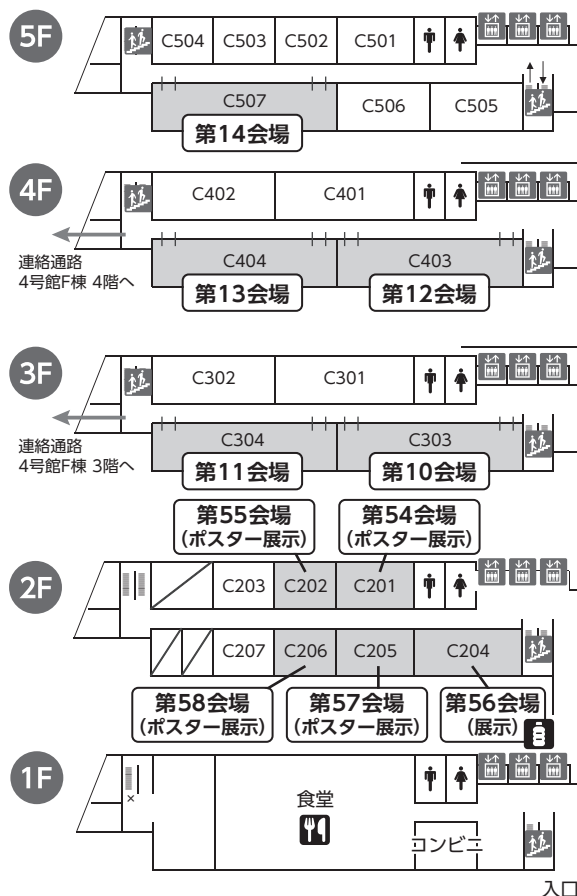 5F
C504 C503 C502 C501
C507 C506 C505
第14会場
4F
C402 C401
連絡通路
4号館F棟 4階へ
C404 C403
第13会場 第12会場
3F
C302 C301
連絡通路
4号館F棟 3階へ
C304 C303
第11会場 第10会場
第55会場 第54会場
(ポスター展示) (ポスター展示)
2F
C203 C202 C201
C207 C206 C205 C204
第58会場 第57会場 第56会場
(ポスター展示) (ポスター展示) (展示)
1F
×
食堂
コンビニ
入口